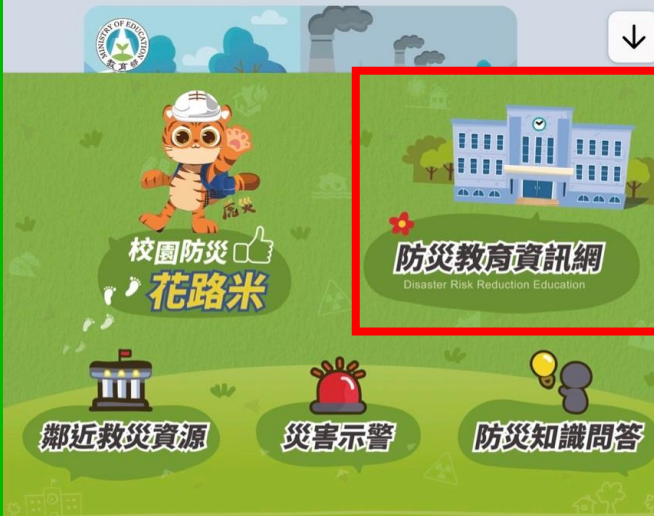 MINISTRY OF EDUCATION
教育部
虎災
校園防災
花路米
防災教育資訊網
Disaster Risk Reduction Education
鄰近救災資源
災害示警
防災知識問答